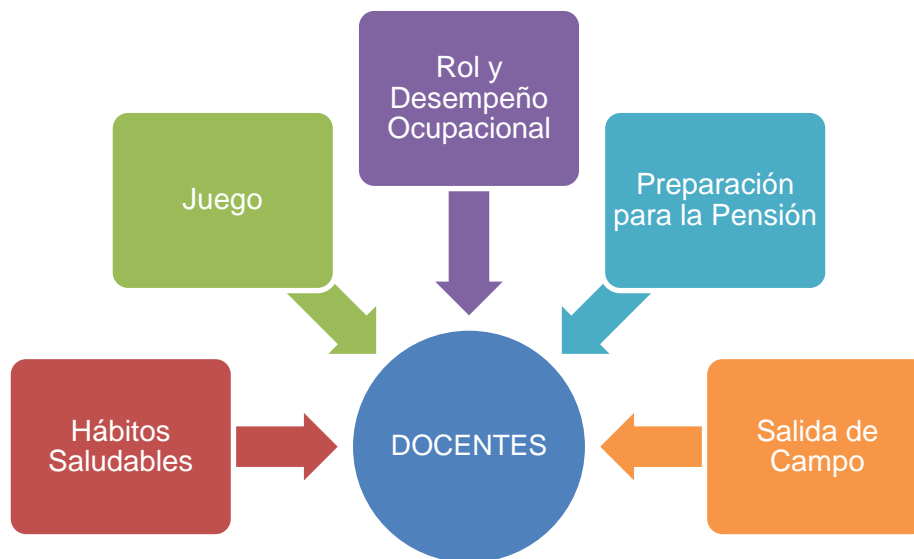 Rol y
Desempeño
Ocupacional
Juego
Preparación
para la Pensión
Hábitos
Saludables
DOCENTES
Salida de
Campo